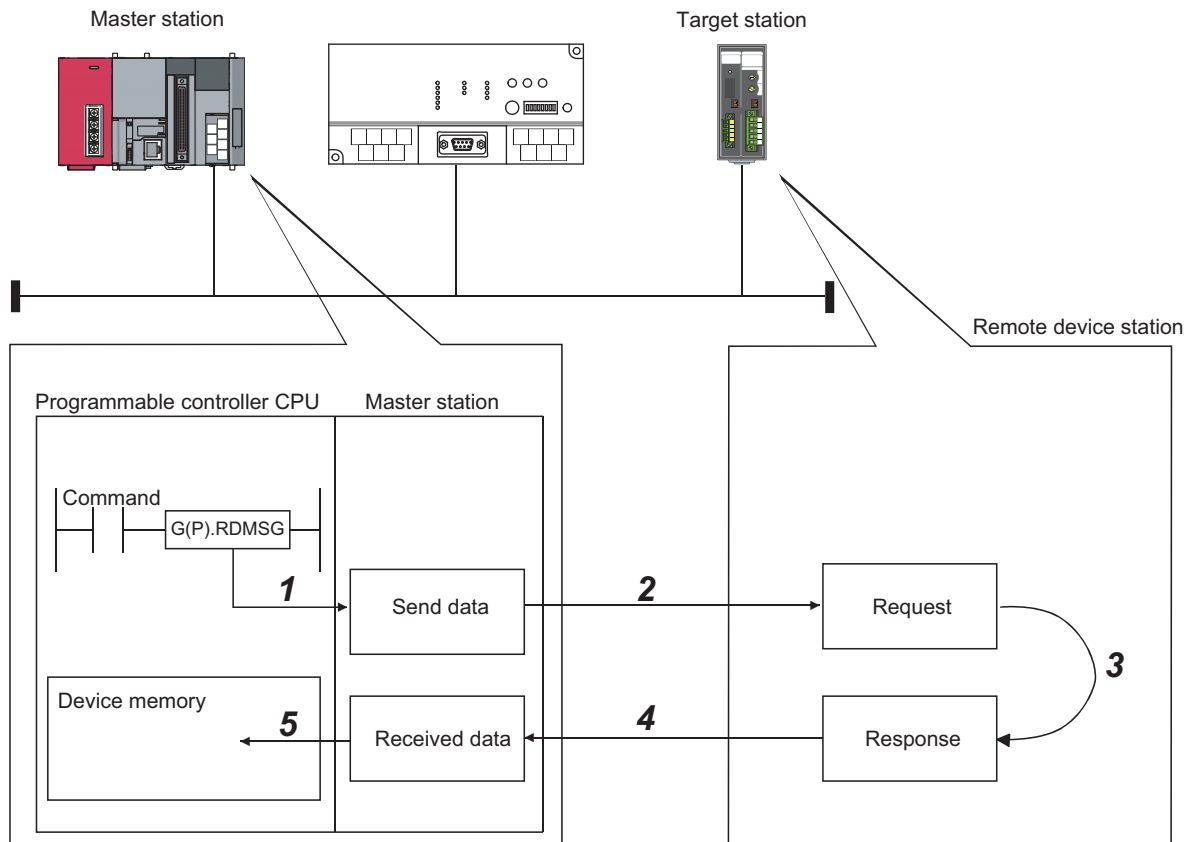 Master station
Target station
Remote device station
Programmable controller CPU
Master station
Command
G(P).RDMSG
1
Send data
2
Request
3
Device memory
5
Received data
4
Response